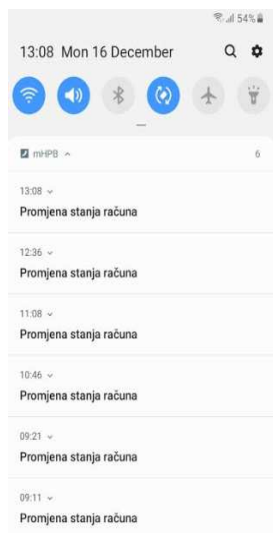 54%
13:08 Mon 16 December
mHPB 6
13:08
Promjena stanja računa
12:36
Promjena stanja računa
11:08
Promjena stanja računa
10:46
Promjena stanja računa
09:21
Promjena stanja računa
09:11
Promjena stanja računa